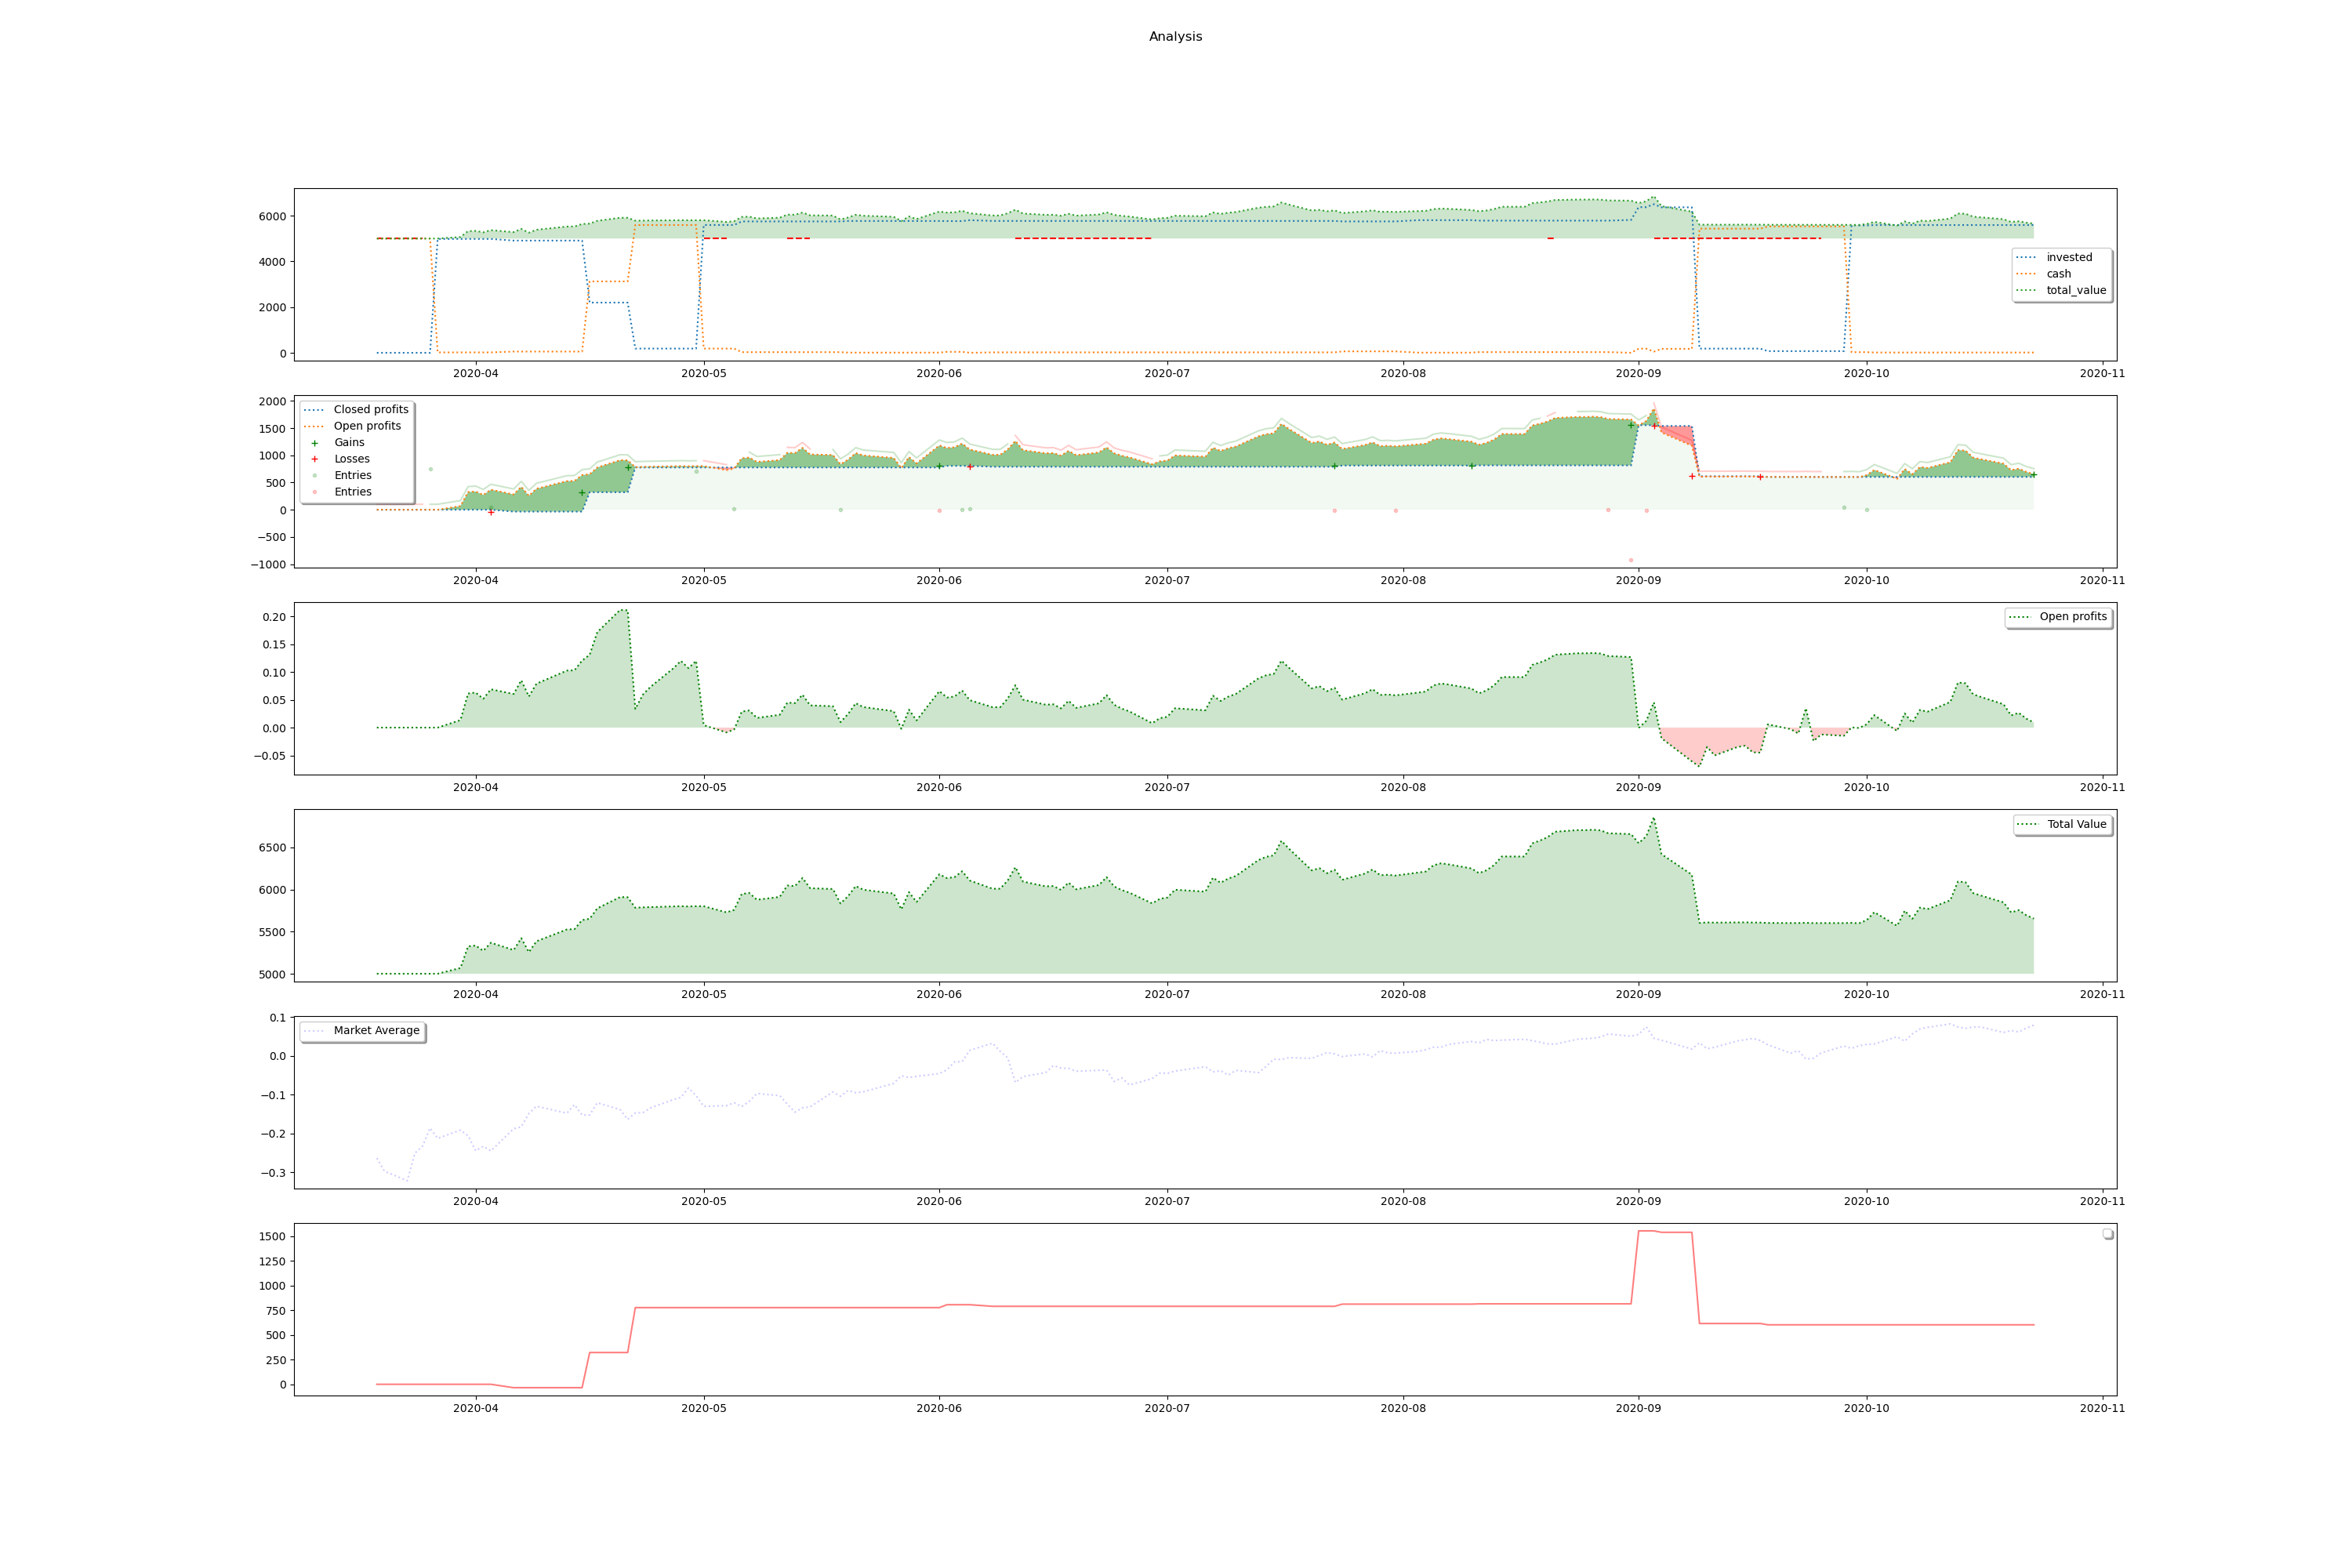 Analysis
6000
4000
2000
0
invested
cash
total_value
2020-04 2020-05 2020-06 2020-07 2020-08 2020-09 2020-10 2020-11
2000
1500
1000
500
0
−500
−1000
Closed profits
Open profits
Gains
Losses
Entries
Entries
2020-04 2020-05 2020-06 2020-07 2020-08 2020-09 2020-10 2020-11
0.20
0.15
0.10
0.05
0.00
−0.05
Open profits
2020-04 2020-05 2020-06 2020-07 2020-08 2020-09 2020-10 2020-11
6500
6000
5500
5000
Total Value
2020-04 2020-05 2020-06 2020-07 2020-08 2020-09 2020-10 2020-11
0.1
0.0
−0.1
−0.2
−0.3
Market Average
2020-04 2020-05 2020-06 2020-07 2020-08 2020-09 2020-10 2020-11
1500
1250
1000
750
500
250
0
2020-04 2020-05 2020-06 2020-07 2020-08 2020-09 2020-10 2020-11